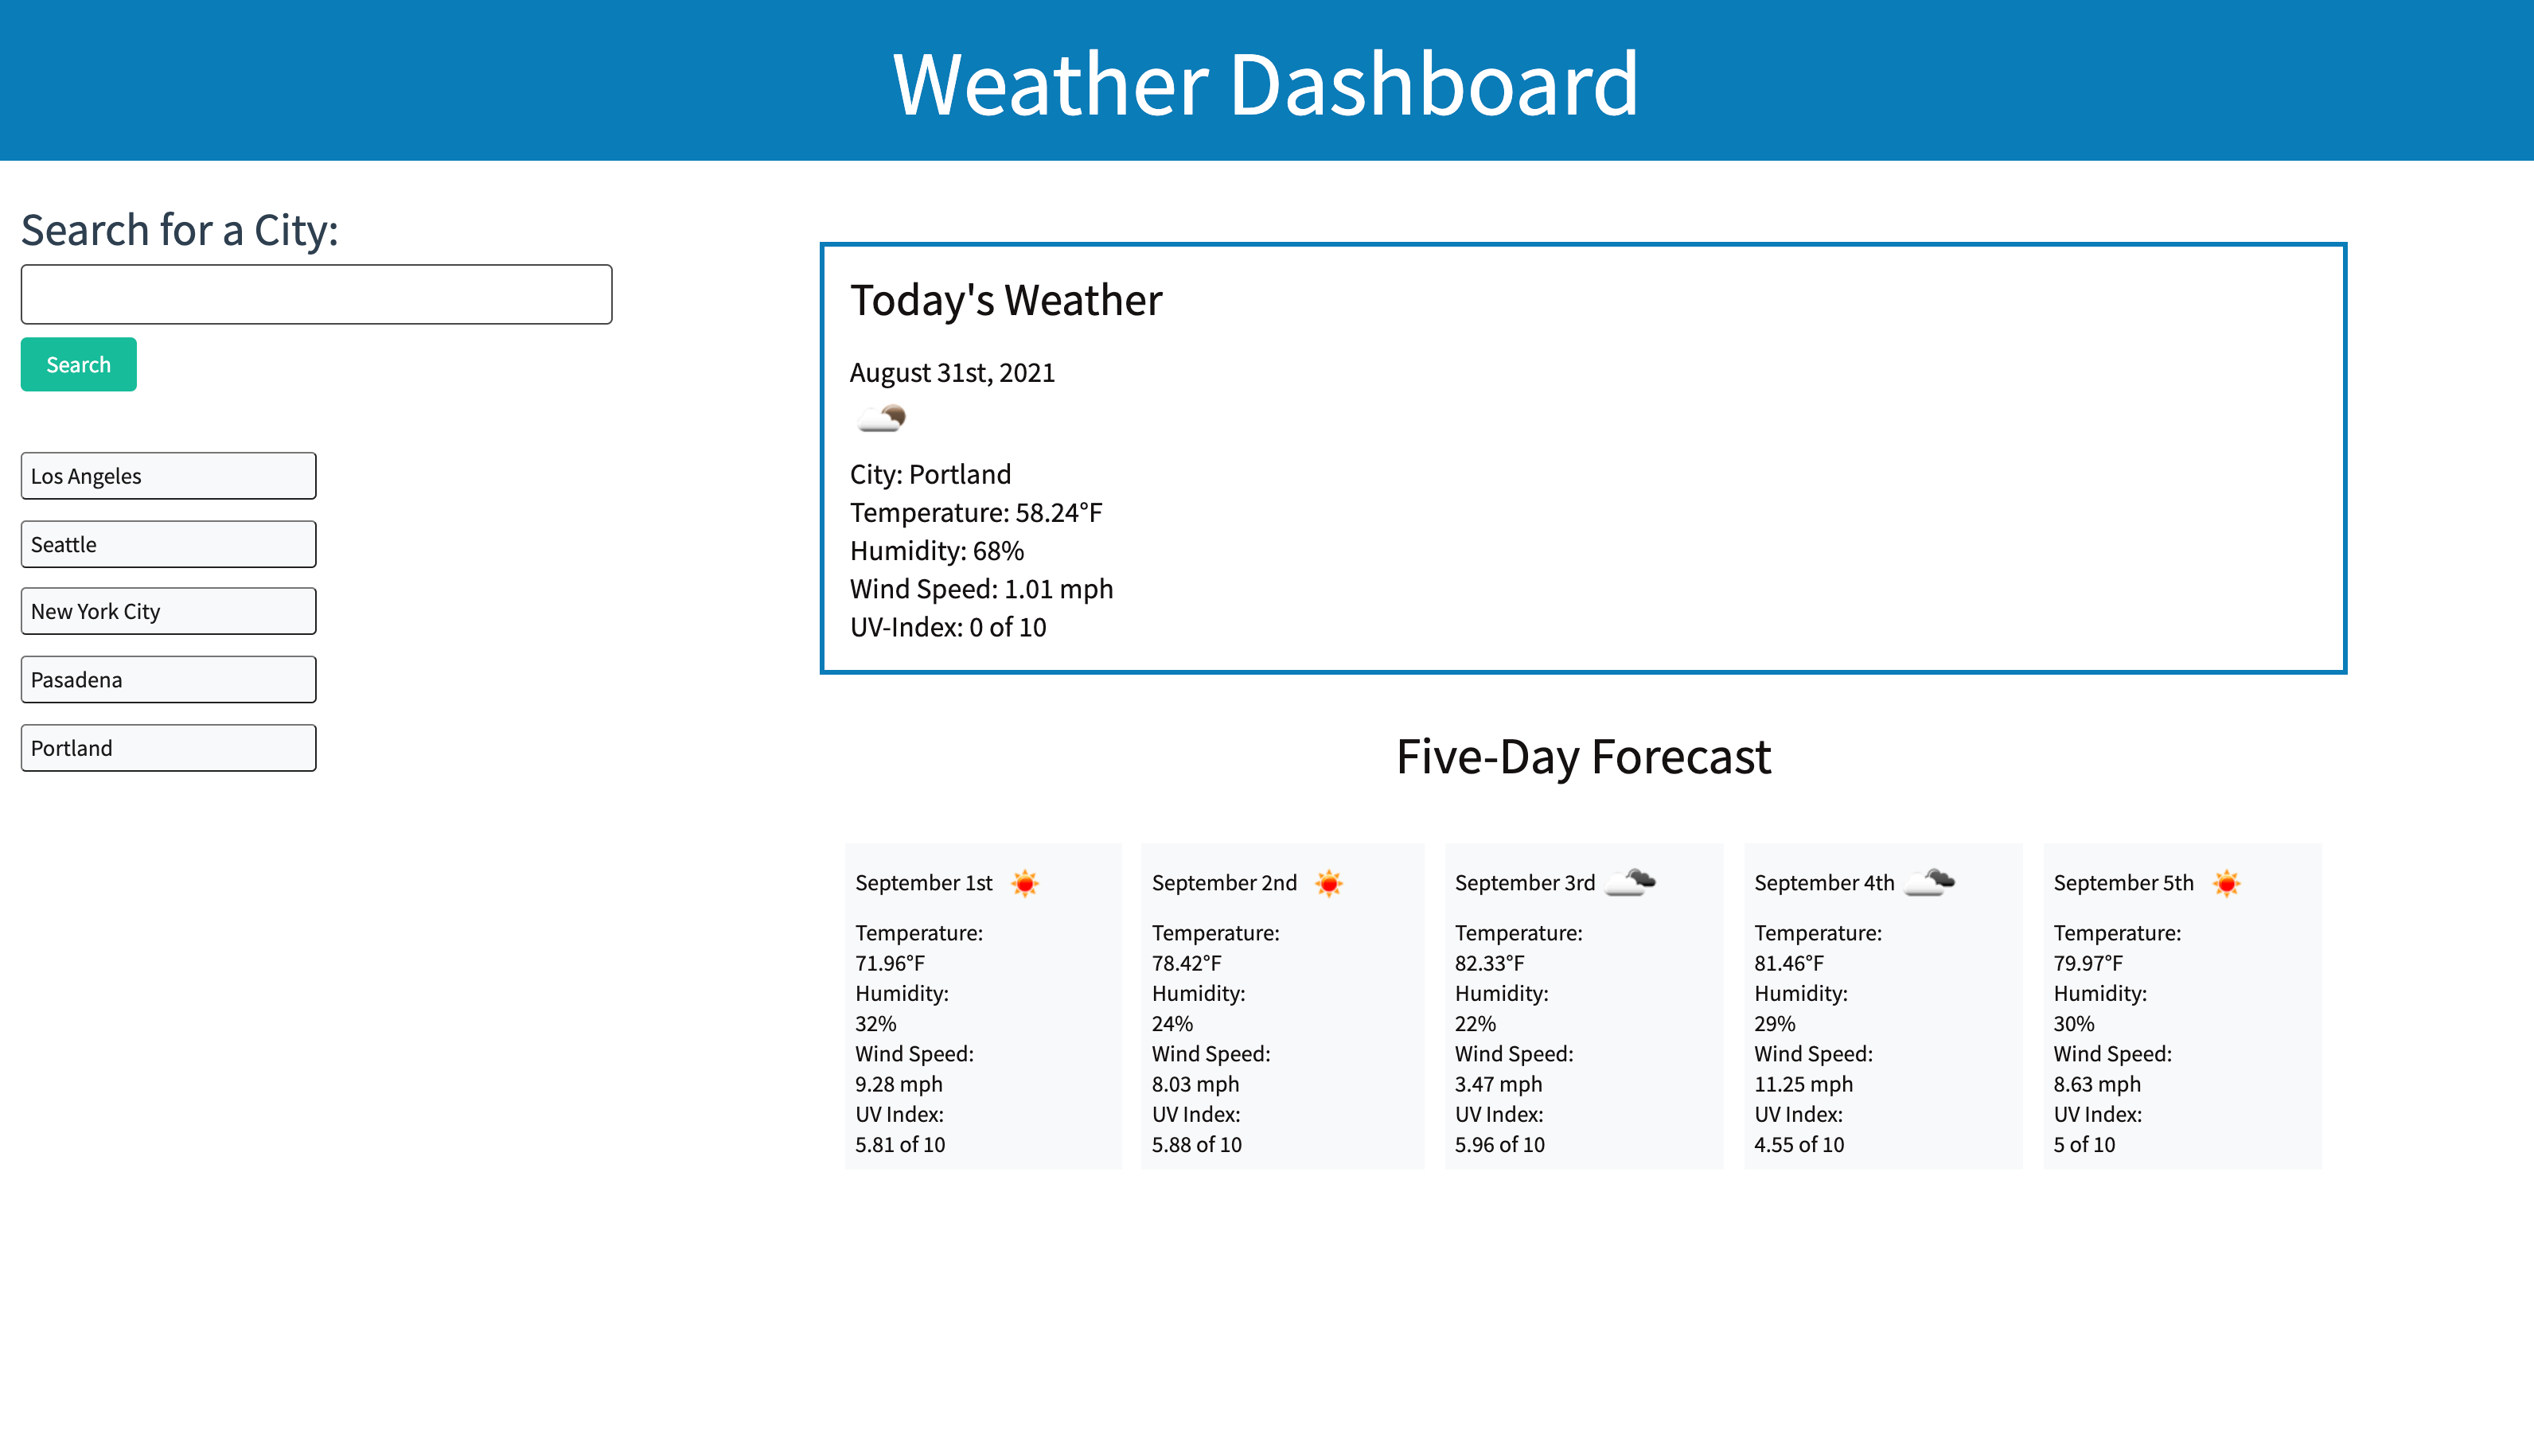 Weather Dashboard
Search for a City:
Search
Los Angeles
Seattle
New York City
Pasadena
Portland
Today's Weather
August 31st, 2021
City: Portland
Temperature: 58.24°F
Humidity: 68%
Wind Speed: 1.01 mph
UV-Index: 0 of 10
Five-Day Forecast
September 1st
Temperature:
71.96°F
Humidity:
32%
Wind Speed:
9.28 mph
UV Index:
5.81 of 10
September 2nd
Temperature:
78.42°F
Humidity:
24%
Wind Speed:
8.03 mph
UV Index:
5.88 of 10
September 3rd
Temperature:
82.33°F
Humidity:
22%
Wind Speed:
3.47 mph
UV Index:
5.96 of 10
September 4th
Temperature:
81.46°F
Humidity:
29%
Wind Speed:
11.25 mph
UV Index:
4.55 of 10
September 5th
Temperature:
79.97°F
Humidity:
30%
Wind Speed:
8.63 mph
UV Index:
5 of 10